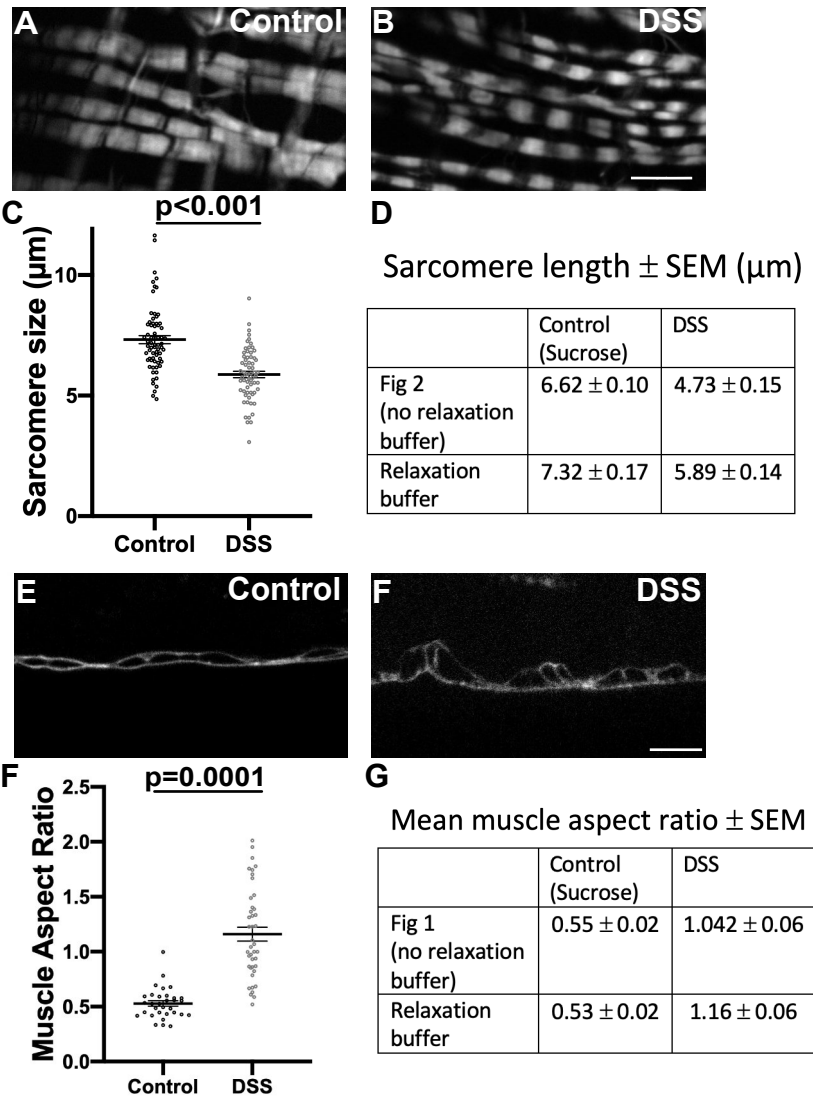 A Control
B DSS
C
p<0.001
Sarcomere size (µm)
10
5
0
Control DSS
D
Sarcomere length ± SEM (µm)
Control
(Sucrose)
DSS
Fig 2
(no relaxation
buffer)
6.62 ± 0.10
4.73 ± 0.15
Relaxation
buffer
7.32 ± 0.17
5.89 ± 0.14
E Control
F DSS
F
p=0.0001
Muscle Aspect Ratio
2.5
2.0
1.5
1.0
0.5
0.0
Control DSS
G
Mean muscle aspect ratio ± SEM
Control
(Sucrose)
DSS
Fig 1
(no relaxation
buffer)
0.55 ± 0.02
1.042 ± 0.06
Relaxation
buffer
0.53 ± 0.02
1.16 ± 0.06